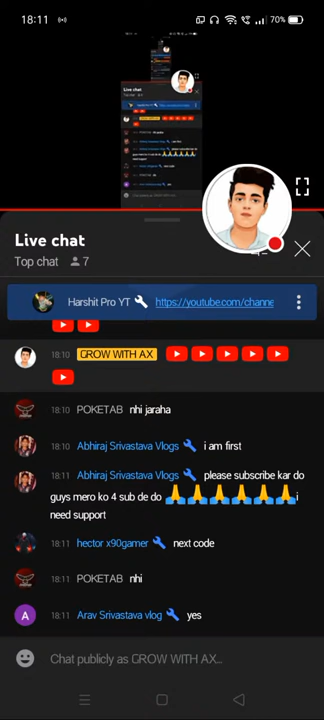 18:11
70%
Live chat
Top chat 7
Harshit Pro YT https://youtube.com/channe
18:10 GROW WITH AX
18:10 POKETAB nhi jaraha
18:10 Abhiraj Srivastava Vlogs i am first
18:11 Abhiraj Srivastava Vlogs please subscribe kar do
guys mero ko 4 sub de do 🙏🙏🙏🙏🙏🙏i
need support
18:11 hector x90gamer next code
18:11 POKETAB nhi
A 18:11 Arav Srivastava vlog yes
Chat publicly as GROW WITH AX...